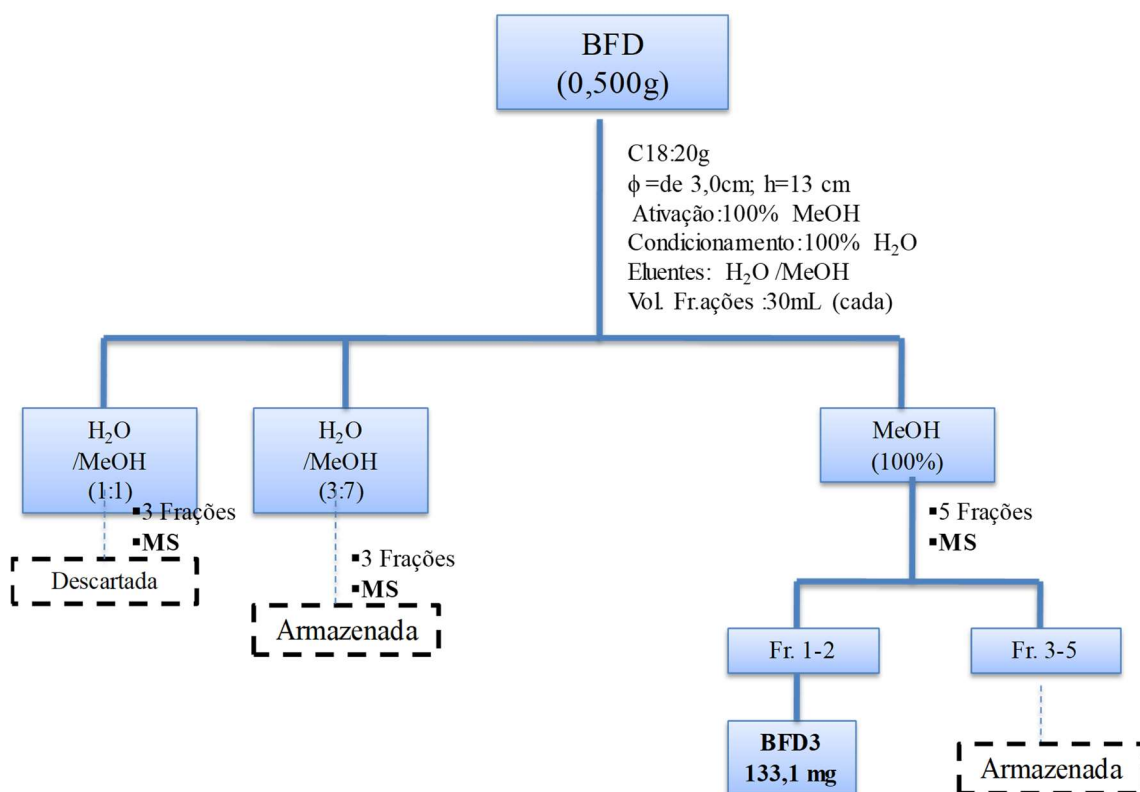 BFD
(0,500g)
C18:20g
ϕ =de 3,0cm; h=13 cm
Ativação:100% MeOH
Condicionamento:100% H₂O
Eluentes: H₂O /MeOH
Vol. Fr.ações :30mL (cada)
H₂O
/MeOH
(1:1)
▪3 Frações
▪MS
Descartada
H₂O
/MeOH
(3:7)
▪3 Frações
▪MS
Armazenada
MeOH
(100%)
▪5 Frações
▪MS
Fr. 1-2
Fr. 3-5
BFD3
133,1 mg
Armazenada